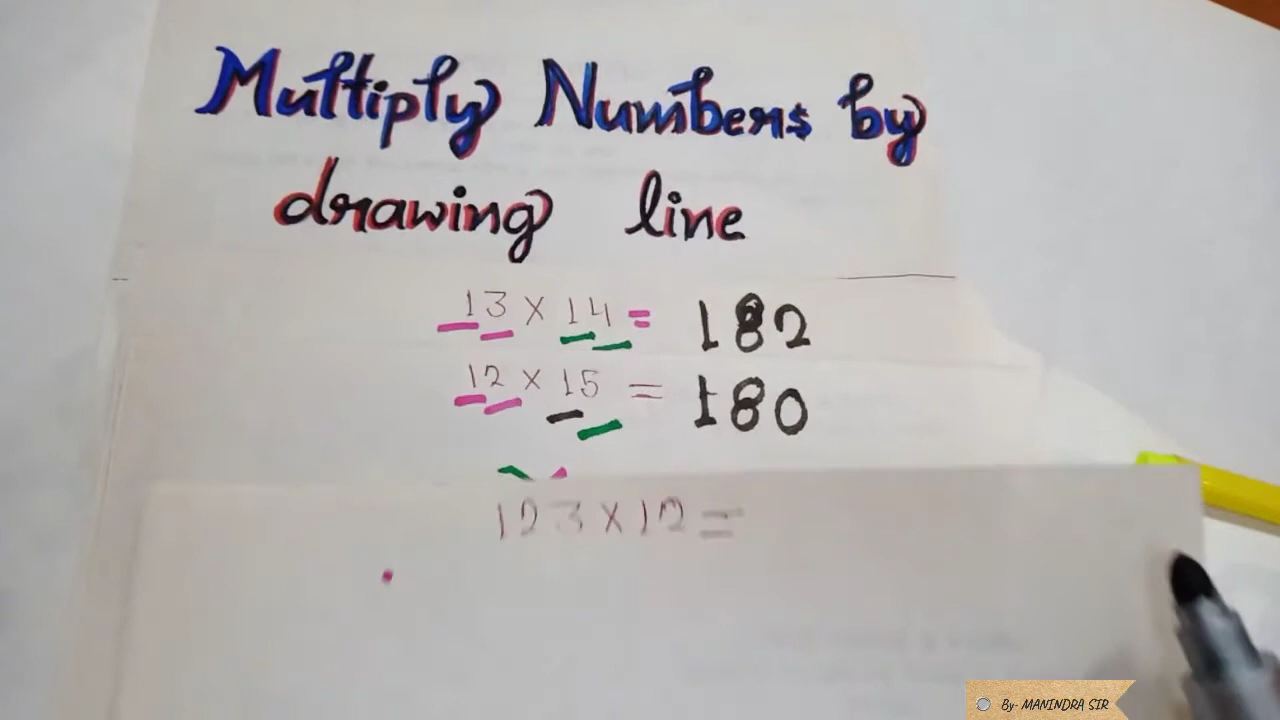 Multiply Numbers by
drawing line
13 X 14 = 182
12 X 15 = 180
123 X 12 =
By- MANINDRA SIR